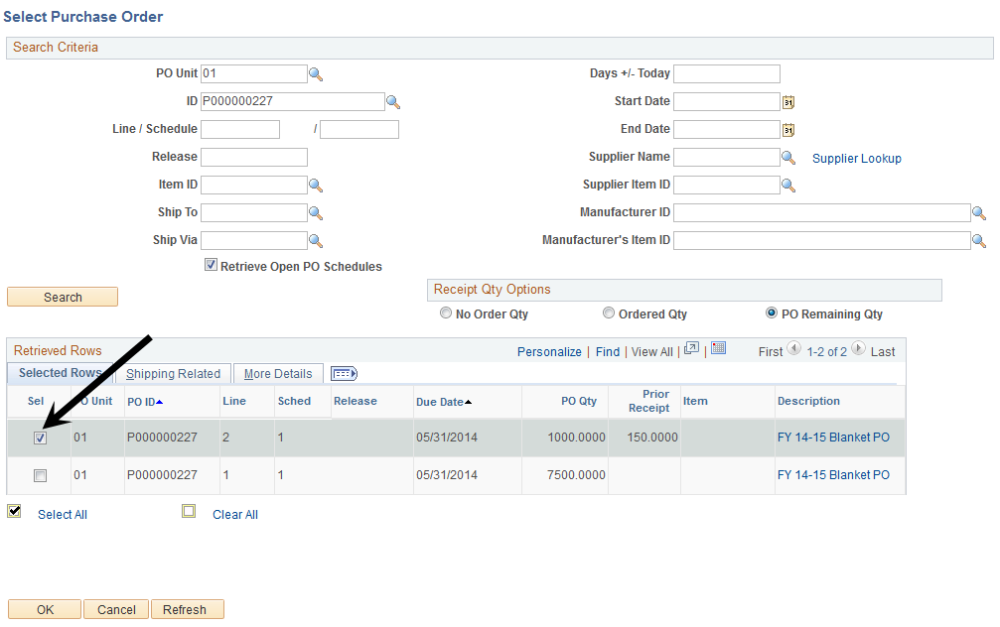 Select Purchase Order
Search Criteria
PO Unit 01 Days +/- Today
ID P000000227 Start Date 31
Line / Schedule / End Date 31
Release Supplier Name Supplier Lookup
Item ID Supplier Item ID
Ship To Manufacturer ID
Ship Via Manufacturer's Item ID
Retrieve Open PO Schedules
Search
Receipt Qty Options
No Order Qty Ordered Qty PO Remaining Qty
Retrieved Rows Personalize | Find | View All | | First 1-2 of 2 Last
Selected Rows Shipping Related More Details
Sel PO Unit PO ID Line Sched Release Due Date PO Qty Prior Receipt Item Description
01 P000000227 2 1 05/31/2014 1000.0000 150.0000 FY 14-15 Blanket PO
01 P000000227 1 1 05/31/2014 7500.0000 FY 14-15 Blanket PO
Select All Clear All
OK Cancel Refresh